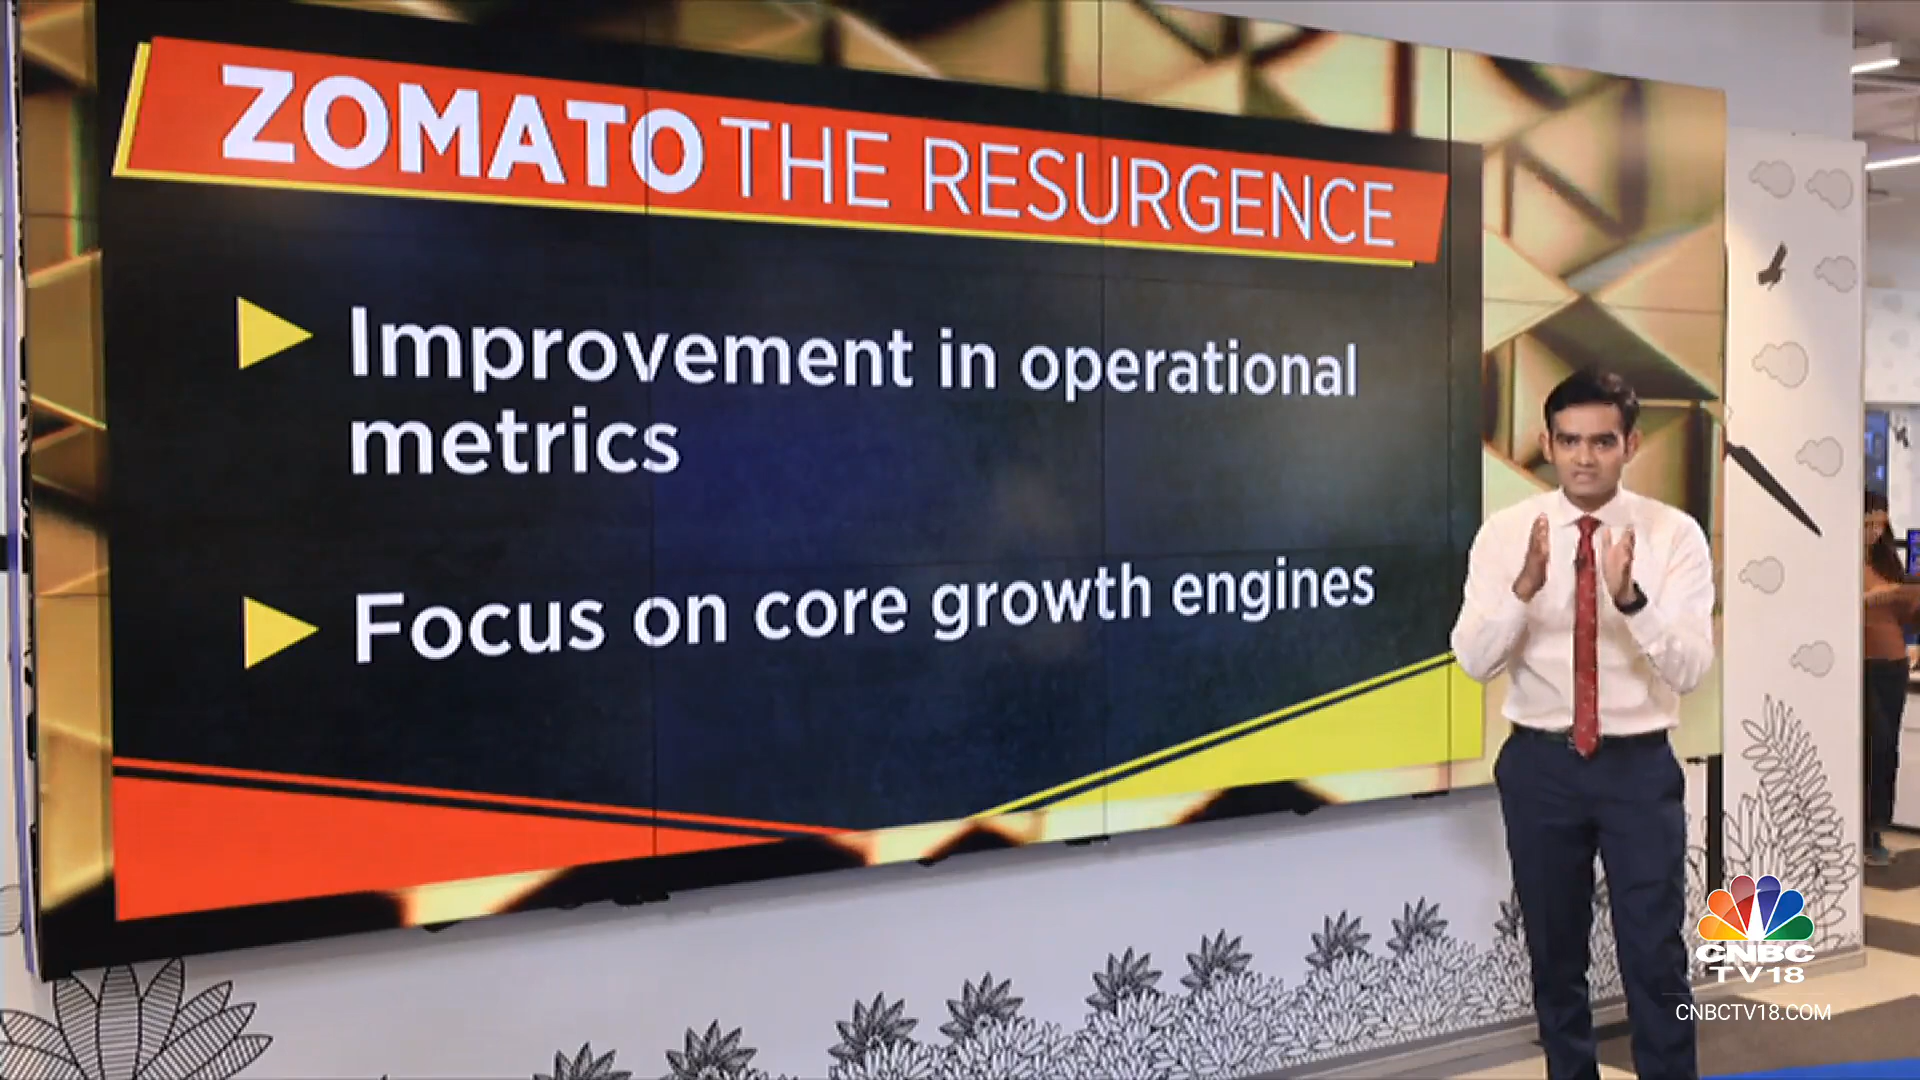 ZOMATO THE RESURGENCE
Improvement in operational
metrics
Focus on core growth engines
CNBC
TV18
CNBCTV18.COM